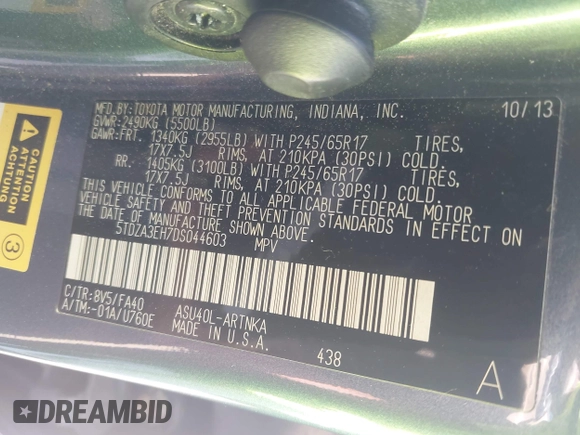 MFD.BY:TOYOTA MOTOR MANUFACTURING, INDIANA, INC. 10/13
GVWR:2490KG (5500LB)
GAWR:FRT. 1340KG (2955LB) WITH P245/65R17 TIRES,
17X7.5J RIMS, AT 210KPA (30PSI) COLD.
RR. 1405KG (3100LB) WITH P245/65R17 TIRES,
17X7.5J RIMS, AT 210KPA (30PSI) COLD.
THIS VEHICLE CONFORMS TO ALL APPLICABLE FEDERAL MOTOR
VEHICLE SAFETY AND BUMPER STANDARDS IN EFFECT ON
THE DATE OF MANUFACTURE SHOWN ABOVE.
5TDZA3EH7DS044603 MPV
C/TR:8V5/FA40 ASU40L-ARTNKA
A/TM:-01A/U760E MADE IN U.S.A.
438 A
CAUTION
ATTENTION
ACHTUNG
3
DREAMBID